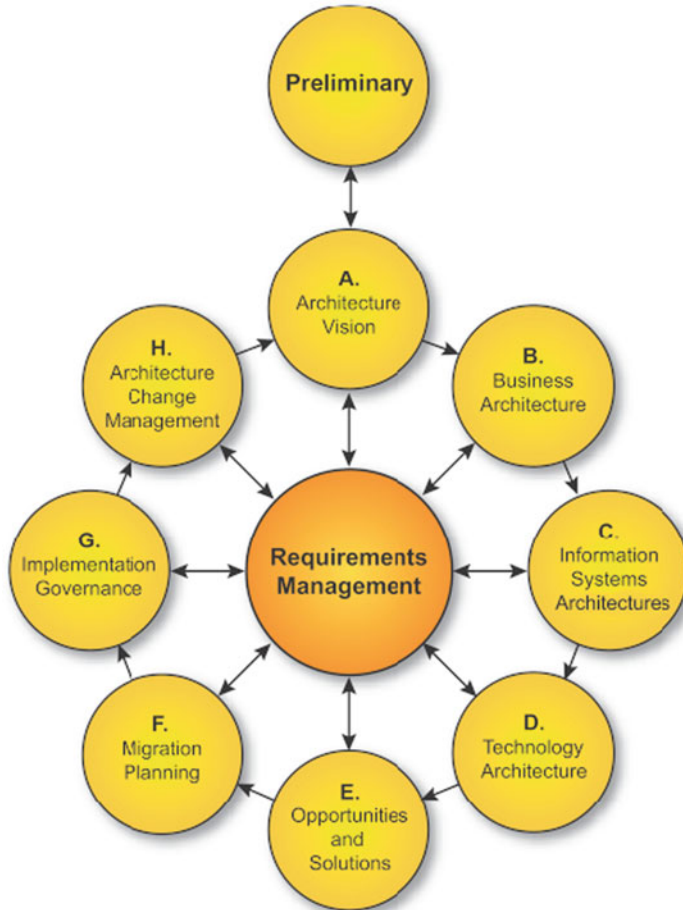 Preliminary
A.
Architecture
Vision
B.
Business
Architecture
C.
Information
Systems
Architectures
D.
Technology
Architecture
E.
Opportunities
and
Solutions
F.
Migration
Planning
G.
Implementation
Governance
H.
Architecture
Change
Management
Requirements
Management